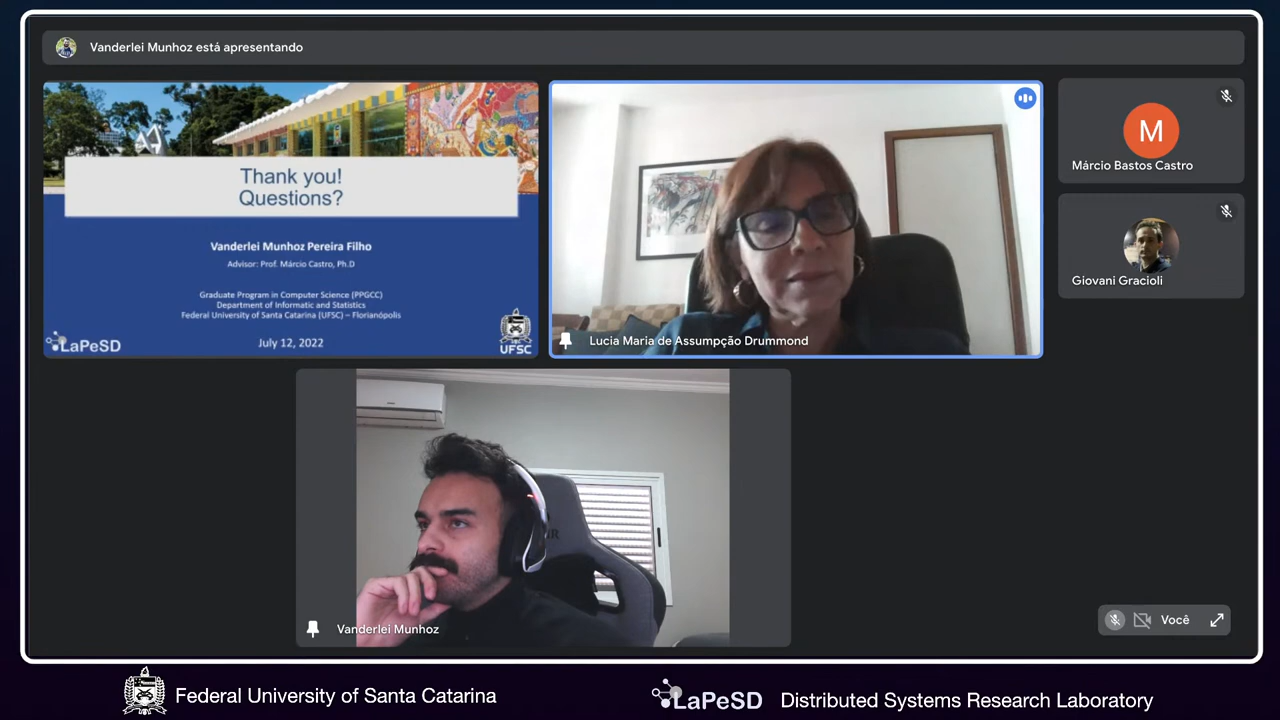 Vanderlei Munhoz está apresentando
Thank you!
Questions?
Vanderlei Munhoz Pereira Filho
Advisor: Prof. Márcio Castro, Ph.D
Graduate Program in Computer Science (PPGCC)
Department of Informatic and Statistics
Federal University of Santa Catarina (UFSC) – Florianópolis
LaPeSD
July 12, 2022
UFSC
Lucia Maria de Assumpção Drummond
M
Márcio Bastos Castro
Giovani Gracioli
Vanderlei Munhoz
Você
Federal University of Santa Catarina
LaPeSD
Distributed Systems Research Laboratory